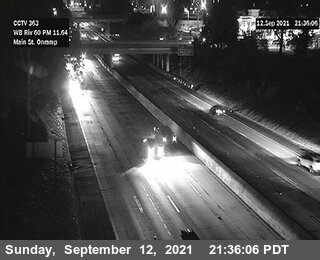 CCTV 363
WB Riv 60 PM 11.64
Main St. Onramp
12 Sep 2021 21:36:06
Sunday, September 12, 2021 21:36:06 PDT